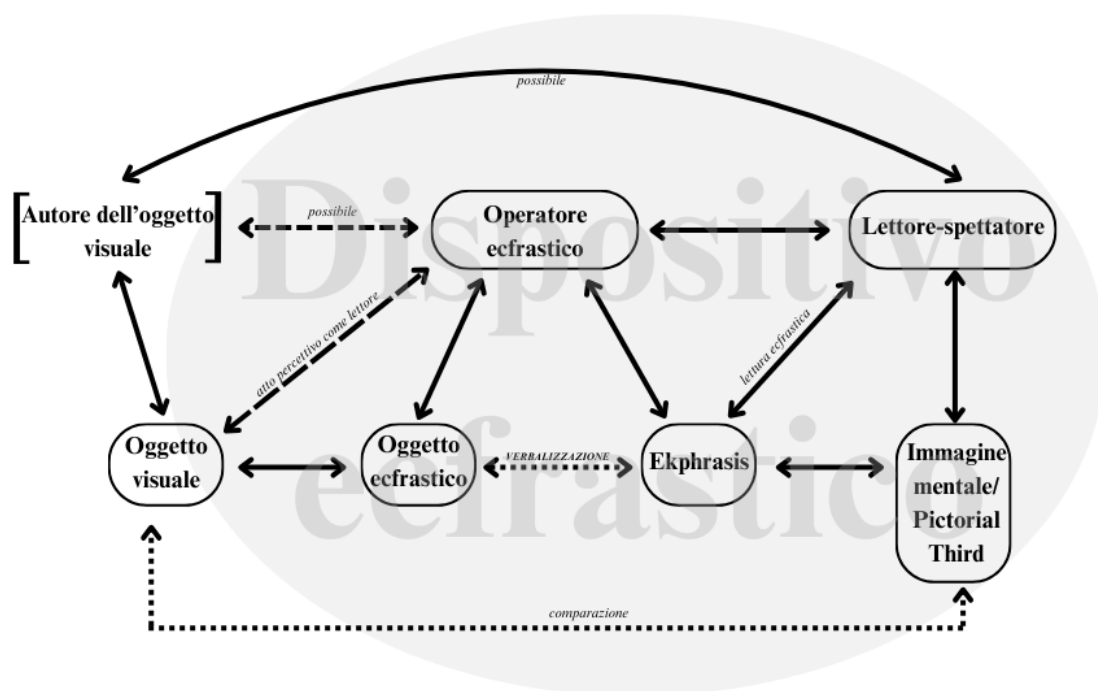 possibile
[Autore dell'oggetto
visuale]
possibile
Operatore
ecfrastico
Lettore-spettatore
Dispositivo
atto percettivo come lettore
lettura ecfrastica
Oggetto
visuale
Oggetto
ecfrastico
VERBALIZZAZIONE
Ekphrasis
Immagine
mentale/
Pictorial
Third
ecfrastico
comparazione